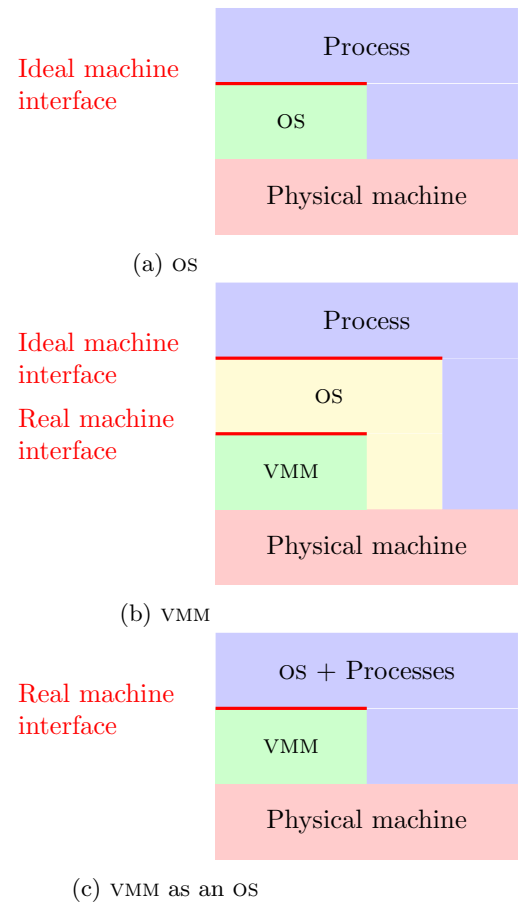 Process
Ideal machine
interface
OS
Physical machine
(a) OS
Process
Ideal machine
interface
OS
Real machine
interface
VMM
Physical machine
(b) VMM
OS + Processes
Real machine
interface
VMM
Physical machine
(c) VMM as an OS